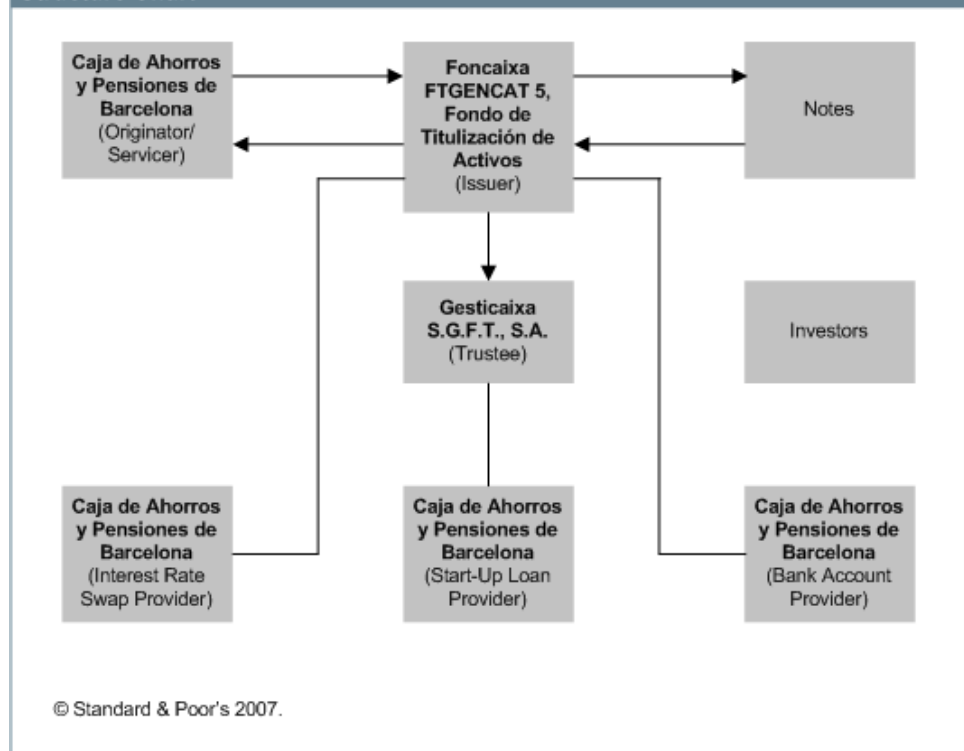 Caja de Ahorros
y Pensiones de
Barcelona
(Originator/
Servicer)
Foncaixa
FTGENCAT 5,
Fondo de
Titulización de
Activos
(Issuer)
Notes
Gesticaixa
S.G.F.T., S.A.
(Trustee)
Investors
Caja de Ahorros
y Pensiones de
Barcelona
(Interest Rate
Swap Provider)
Caja de Ahorros
y Pensiones de
Barcelona
(Start-Up Loan
Provider)
Caja de Ahorros
y Pensiones de
Barcelona
(Bank Account
Provider)
© Standard & Poor's 2007.